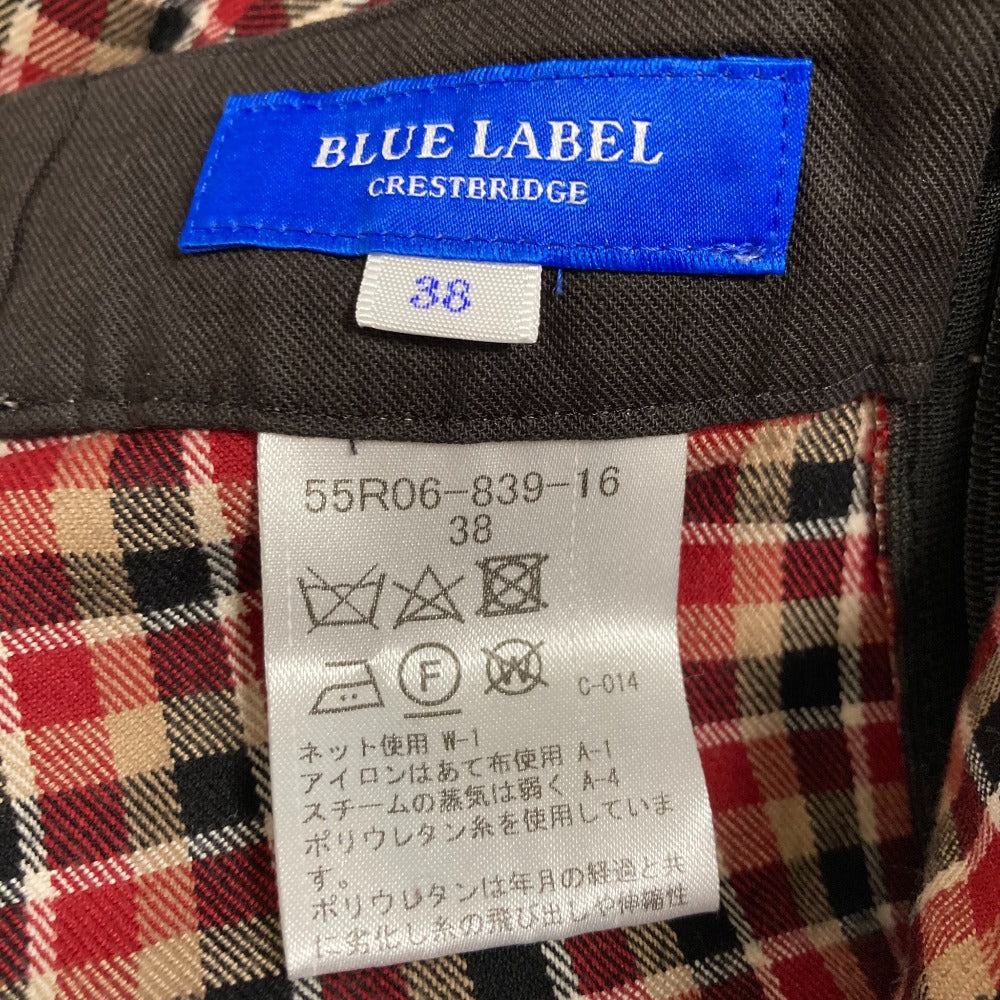 BLUE LABEL
CRESTBRIDGE
38
55R06-839-16
38
F
W
C-014
ネット使用 W-1
アイロンはあて布使用 A-1
スチームの蒸気は弱く A-4
ポリウレタン糸を使用していま
す。
ポリウレタンは年月の経過と共
に劣化し糸の飛び出しや伸縮性